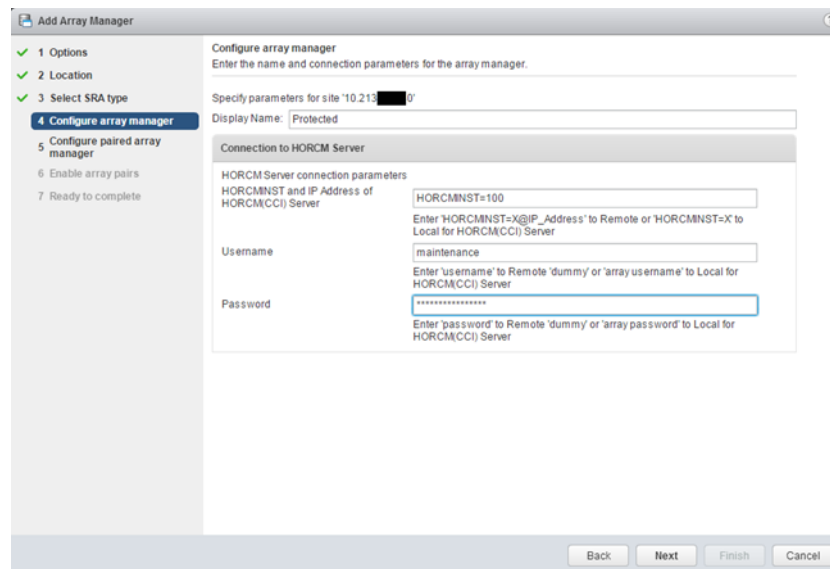 Add Array Manager
1 Options
2 Location
3 Select SRA type
4 Configure array manager
5 Configure paired array
manager
6 Enable array pairs
7 Ready to complete
Configure array manager
Enter the name and connection parameters for the array manager.
Specify parameters for site '10.213 0'
Display Name: Protected
Connection to HORCM Server
HORCM Server connection parameters
HORCMINST and IP Address of
HORCM(CCI) Server
HORCMINST=100
Enter 'HORCMINST=X@IP_Address' to Remote or 'HORCMINST=X' to
Local for HORCM(CCI) Server
Username
maintenance
Enter 'username' to Remote 'dummy' or 'array username' to Local for
HORCM(CCI) Server
Password
****************
Enter 'password' to Remote 'dummy' or 'array password' to Local for
HORCM(CCI) Server
Back Next Finish Cancel